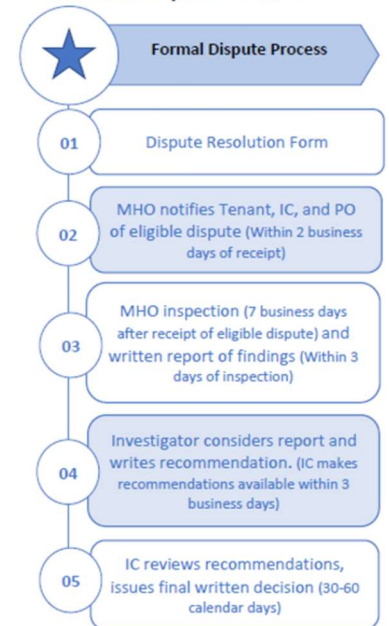 Formal Dispute Process
01
Dispute Resolution Form
02
MHO notifies Tenant, IC, and PO
of eligible dispute (Within 2 business
days of receipt)
03
MHO inspection (7 business days
after receipt of eligible dispute) and
written report of findings (Within 3
days of inspection)
04
Investigator considers report and
writes recommendation. (IC makes
recommendations available within 3
business days)
05
IC reviews recommendations,
issues final written decision (30-60
calendar days)